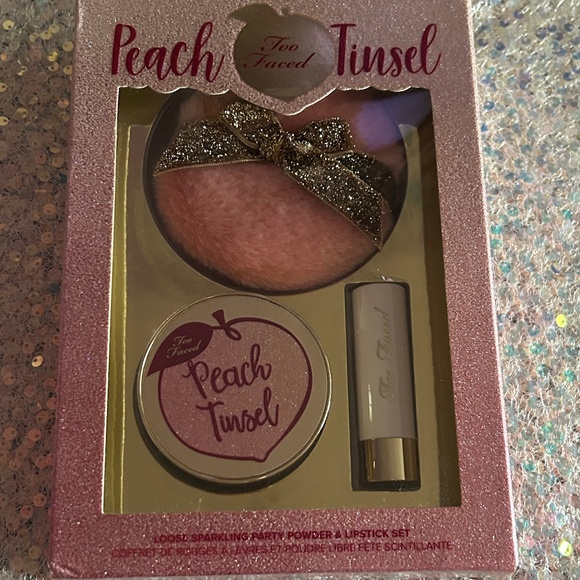 Peach Too Faced Tinsel
Too Faced
Peach
Tinsel
Too Faced
LOOSE SPARKLING PARTY POWDER & LIPSTICK SET
COFFRET DE ROUGES À LÈVRES ET POUDRE LIBRE FÊTE SCINTILLANTE